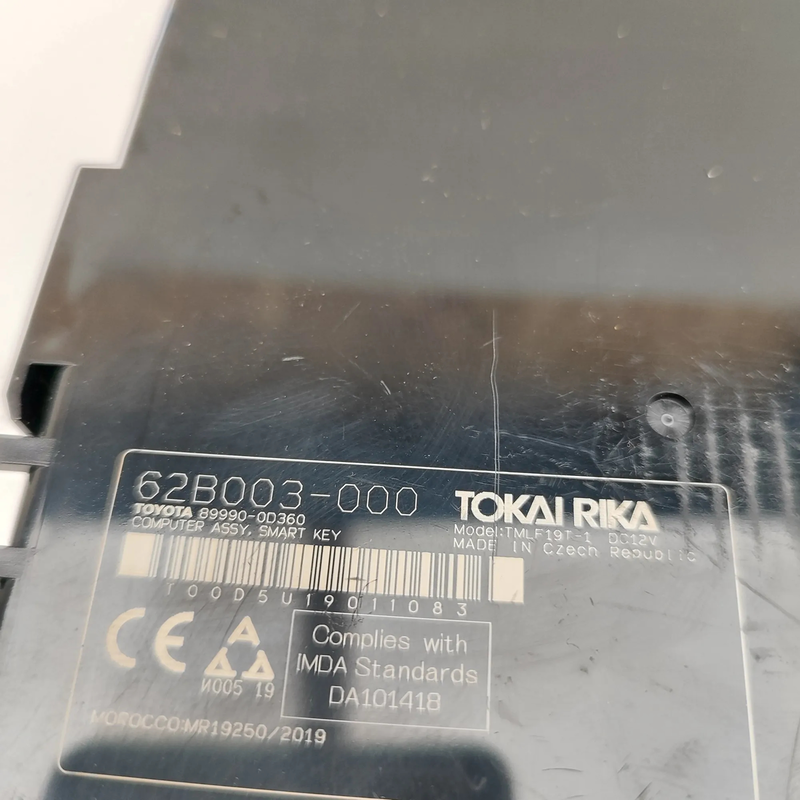 62B003-000
TOYOTA 89990-0D360
COMPUTER ASSY, SMART KEY
TOKAI RIKA
Model:TMLF19T-1 DC12V
MADE IN Czech Republic
T00D5U19011083
CE
N005 19
Complies with
IMDA Standards
DA101418
MOROCCO:MR19250/2019